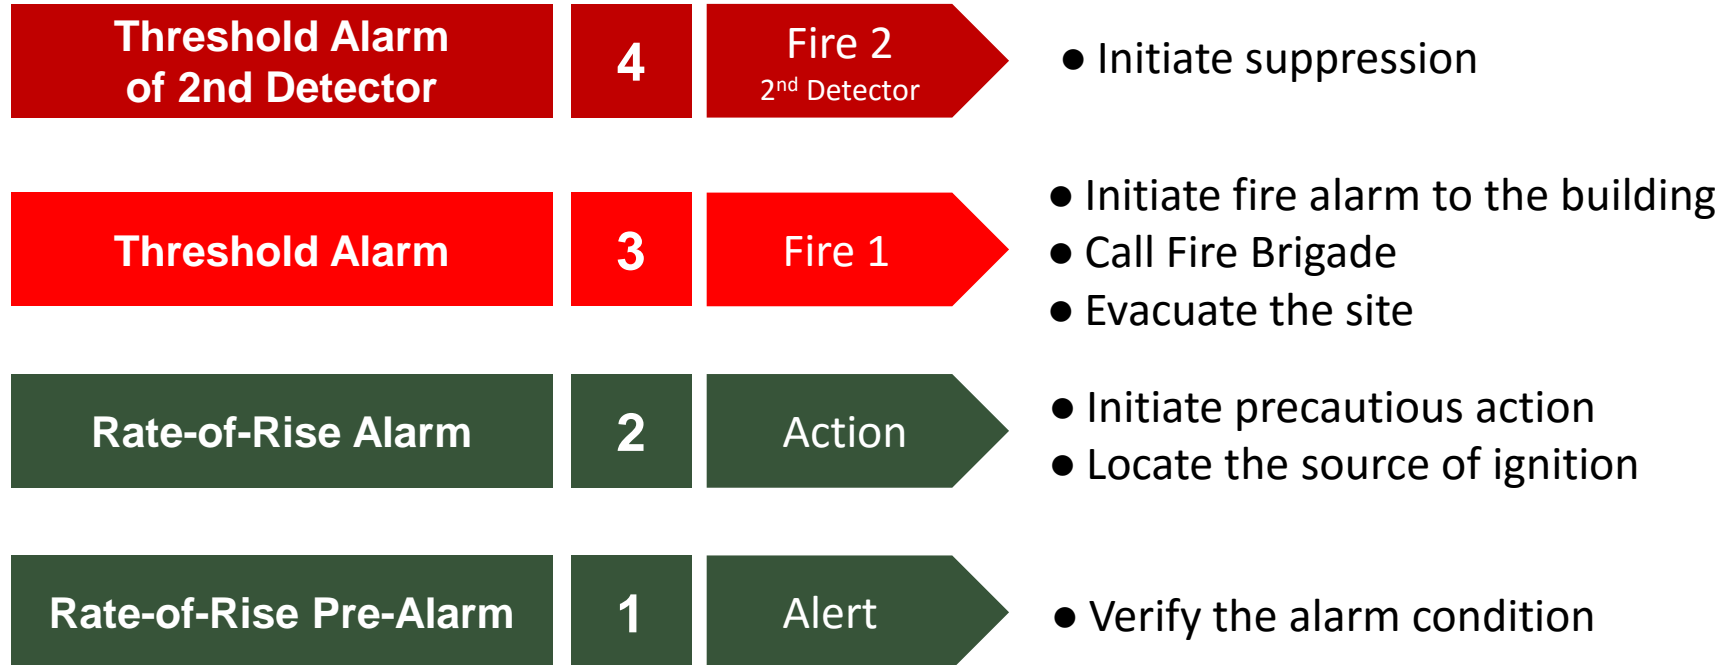 Threshold Alarm
of 2nd Detector
4
Fire 2
2nd Detector
● Initiate suppression
Threshold Alarm
3
Fire 1
● Initiate fire alarm to the building
● Call Fire Brigade
● Evacuate the site
Rate-of-Rise Alarm
2
Action
● Initiate precautious action
● Locate the source of ignition
Rate-of-Rise Pre-Alarm
1
Alert
● Verify the alarm condition